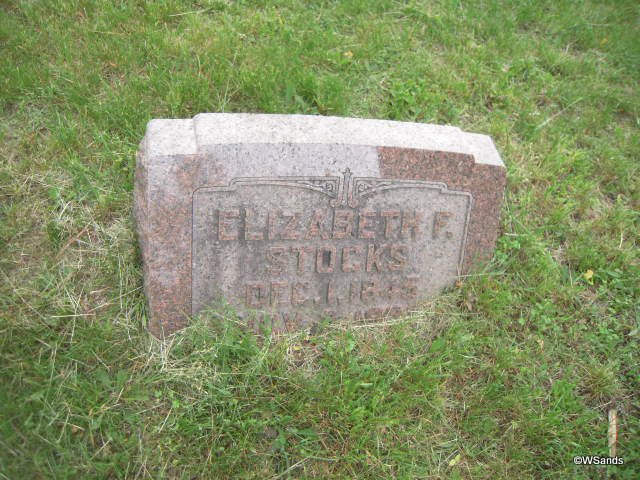 ELIZABETH F.
STOCKS
DEC. 1,
©WSands